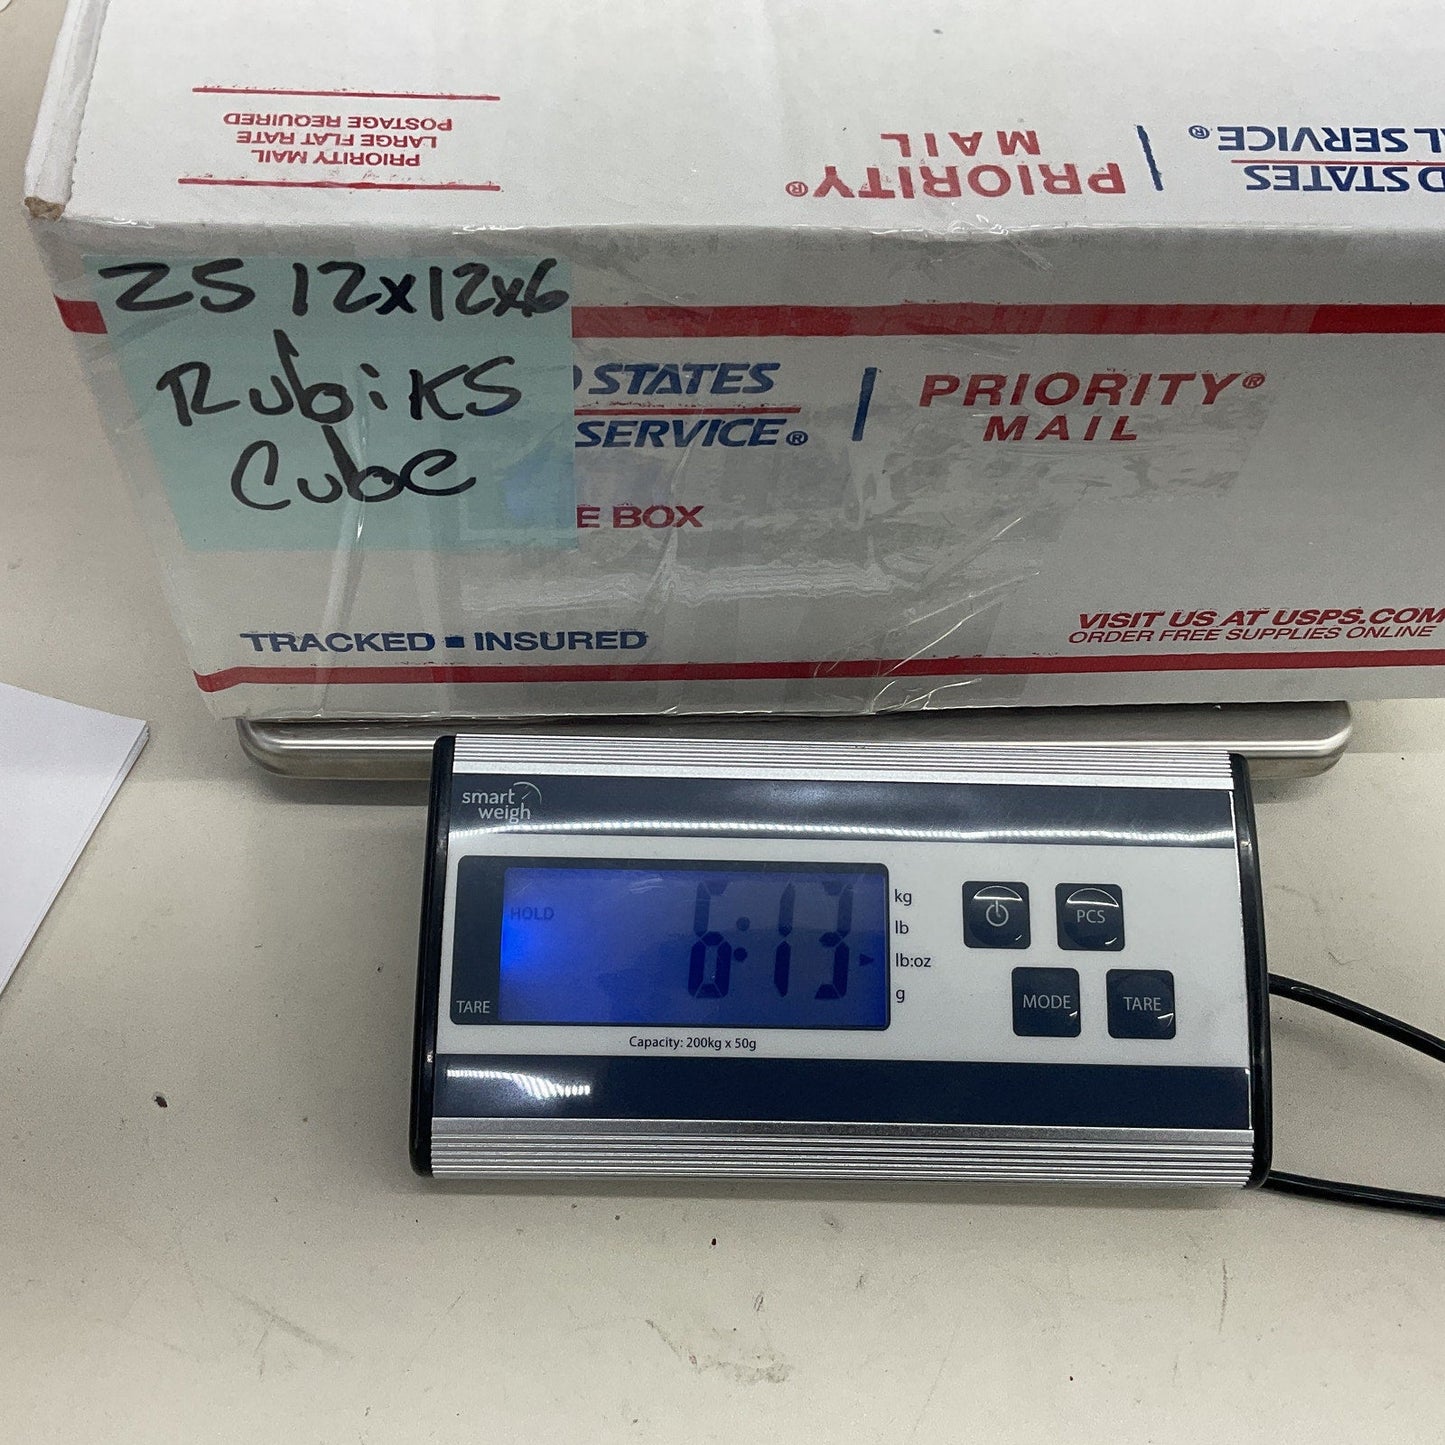 POSTAGE REQUIRED
LARGE FLAT RATE
PRIORITY MAIL
PRIORITY®
MAIL
D STATES
L SERVICE®
ZS 12x12x6
RubiKS
Cube
D STATES
SERVICE®
PRIORITY®
MAIL
E BOX
TRACKED ▪ INSURED
VISIT US AT USPS.COM
ORDER FREE SUPPLIES ONLINE
smart
weigh
HOLD
6:13
TARE
kg
lb
lb:oz
g
PCS
MODE
TARE
Capacity: 200kg x 50g